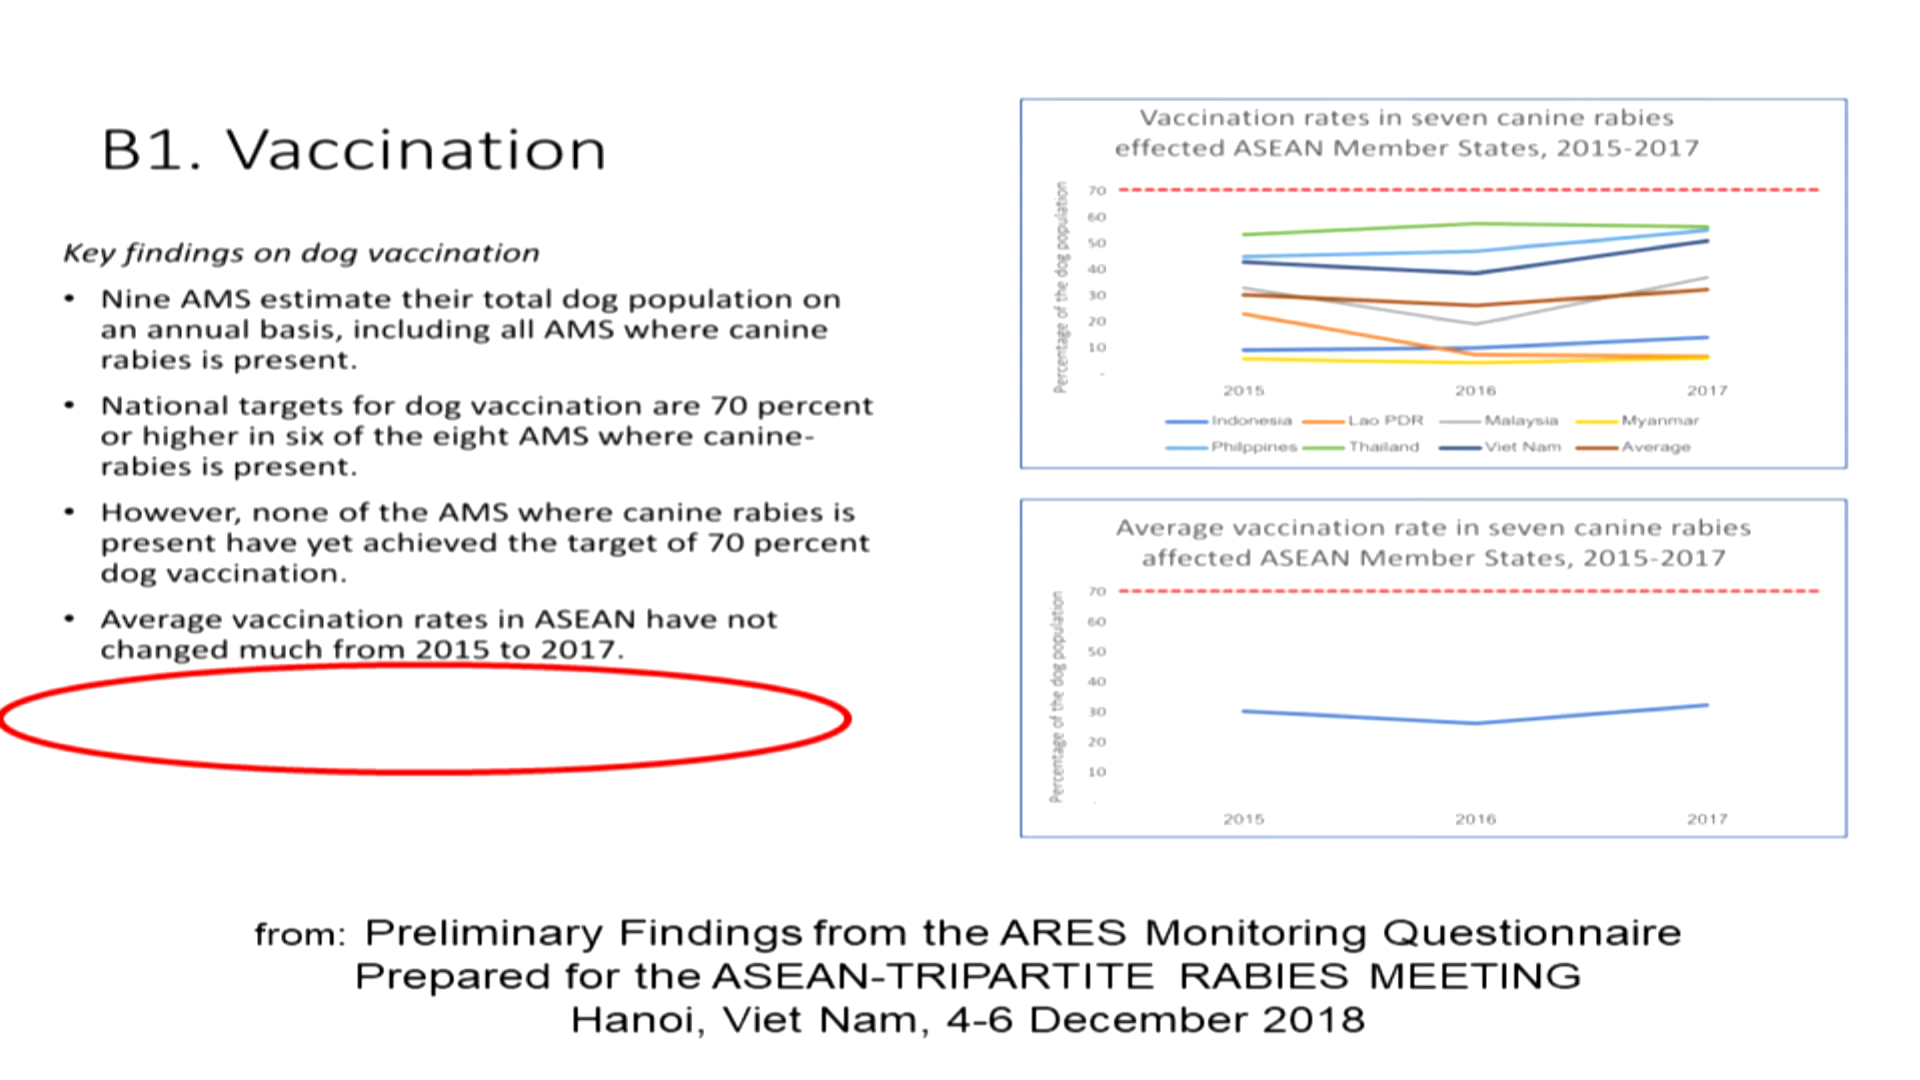 B1. Vaccination
Key findings on dog vaccination
• Nine AMS estimate their total dog population on
an annual basis, including all AMS where canine
rabies is present.
• National targets for dog vaccination are 70 percent
or higher in six of the eight AMS where canine-
rabies is present.
• However, none of the AMS where canine rabies is
present have yet achieved the target of 70 percent
dog vaccination.
• Average vaccination rates in ASEAN have not
changed much from 2015 to 2017.
Vaccination rates in seven canine rabies
effected ASEAN Member States, 2015-2017
Percentage of the dog population
70
60
50
40
30
20
10
-
2015 2016 2017
Indonesia Lao PDR Malaysia Myanmar
Philippines Thailand Viet Nam Average
Average vaccination rate in seven canine rabies
affected ASEAN Member States, 2015-2017
Percentage of the dog population
70
60
50
40
30
20
10
-
2015 2016 2017
from: Preliminary Findings from the ARES Monitoring Questionnaire
Prepared for the ASEAN-TRIPARTITE RABIES MEETING
Hanoi, Viet Nam, 4-6 December 2018